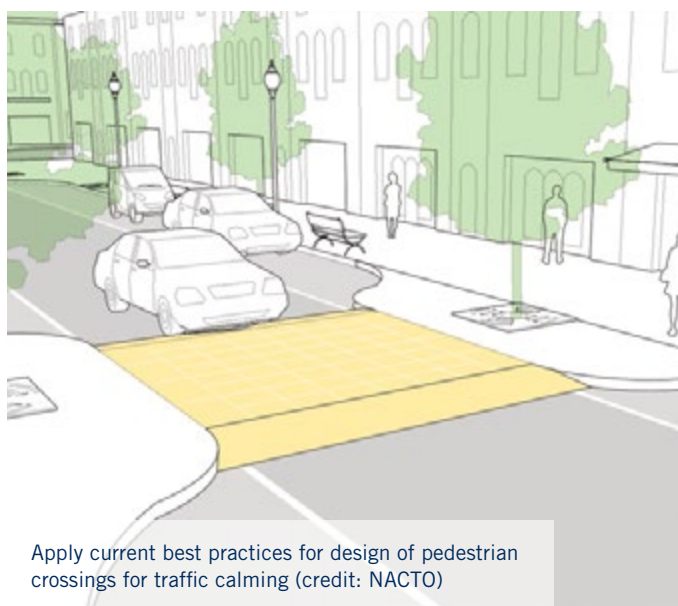 Apply current best practices for design of pedestrian
crossings for traffic calming (credit: NACTO)